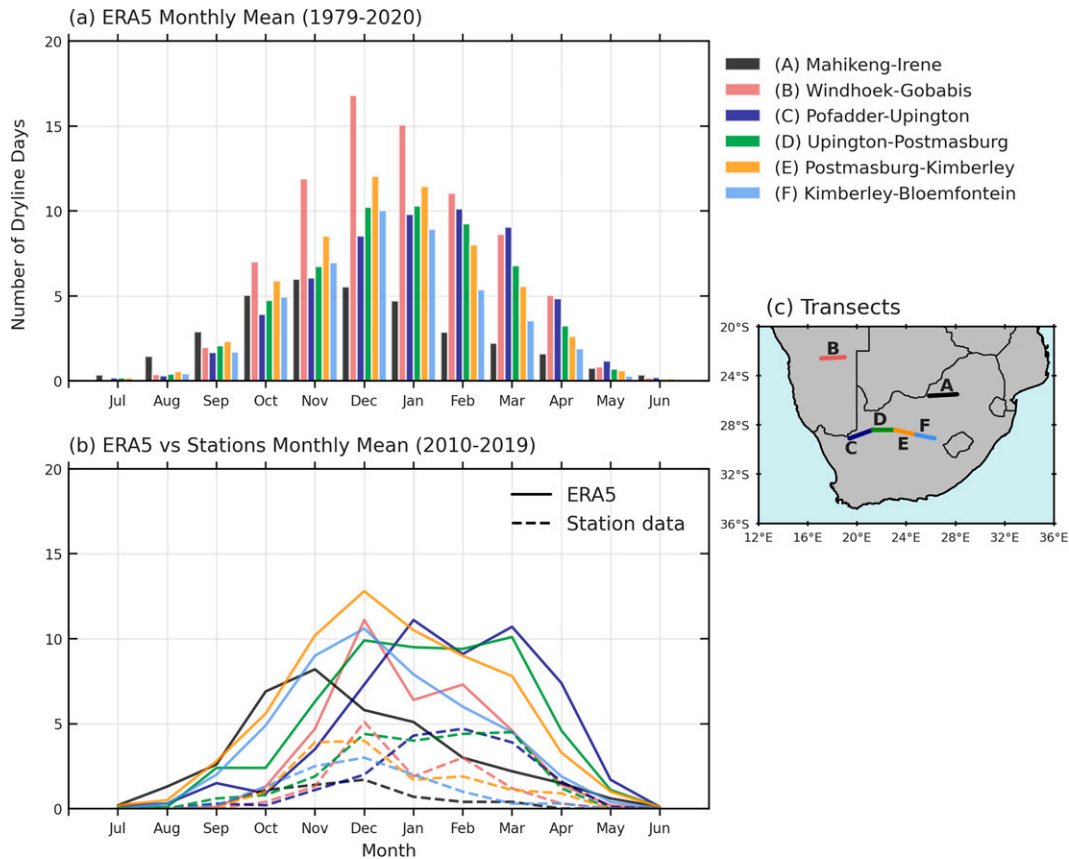 (a) ERA5 Monthly Mean (1979-2020)
Number of Dryline Days
20
15
10
5
0
Jul Aug Sep Oct Nov Dec Jan Feb Mar Apr May Jun
(A) Mahikeng-Irene
(B) Windhoek-Gobabis
(C) Pofadder-Upington
(D) Upington-Postmasburg
(E) Postmasburg-Kimberley
(F) Kimberley-Bloemfontein
(b) ERA5 vs Stations Monthly Mean (2010-2019)
20
15
10
5
0
ERA5
Station data
Jul Aug Sep Oct Nov Dec Jan Feb Mar Apr May Jun
Month
(c) Transects
20°S
24°S
28°S
32°S
36°S
B
A
D
F
C
E
12°E 16°E 20°E 24°E 28°E 32°E 36°E